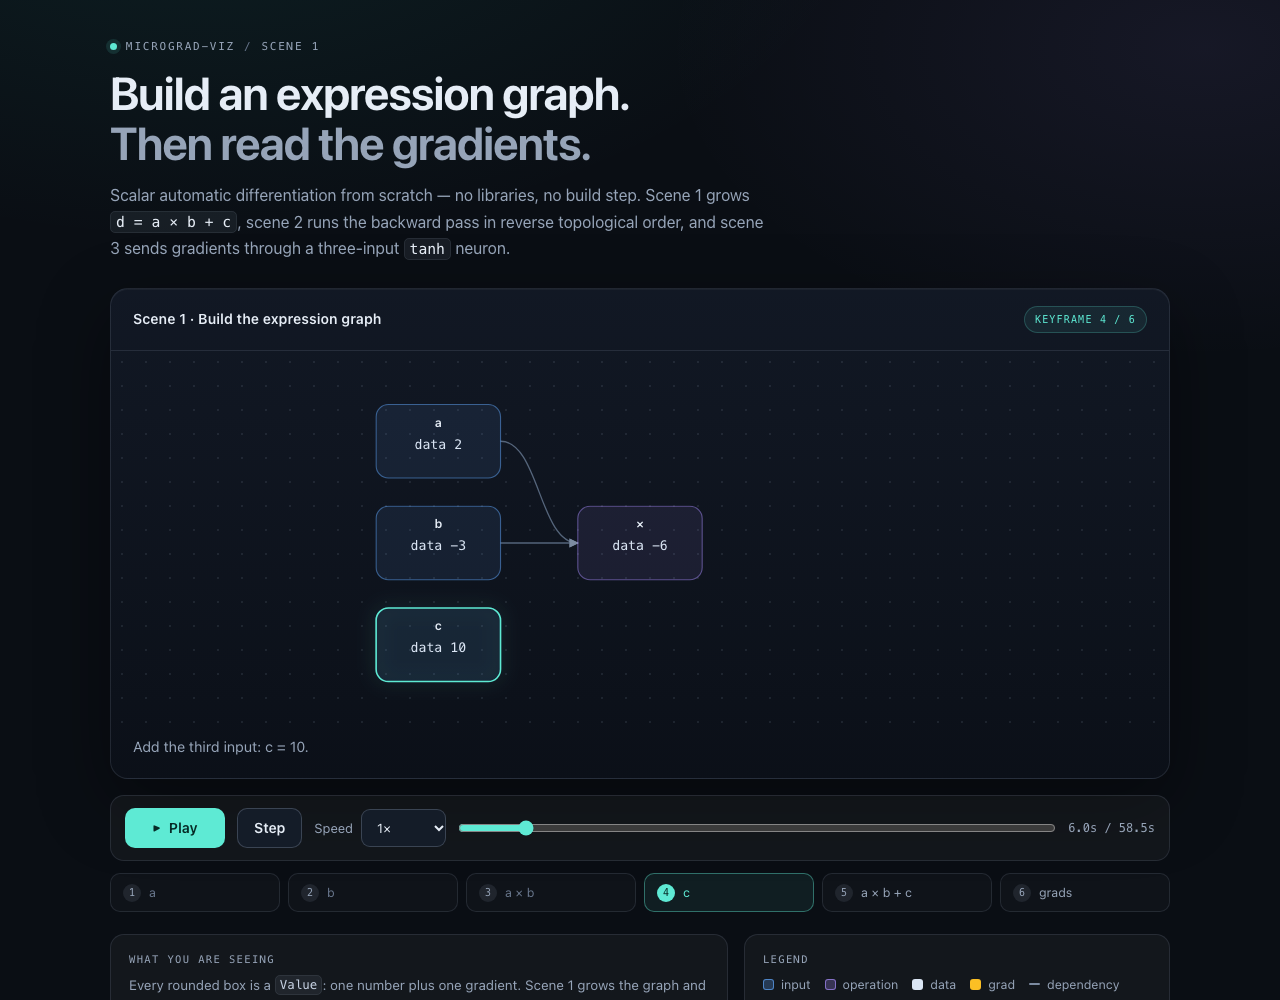 MICROGRAD-VIZ / SCENE 1
Build an expression graph.
Then read the gradients.
Scalar automatic differentiation from scratch — no libraries, no build step. Scene 1 grows
d = a × b + c, scene 2 runs the backward pass in reverse topological order, and scene
3 sends gradients through a three-input tanh neuron.
Scene 1 · Build the expression graph
KEYFRAME 4 / 6
a
data 2
b
data −3
×
data −6
c
data 10
Add the third input: c = 10.
Play
Step
Speed
1×
6.0s / 58.5s
1 a
2 b
3 a × b
4 c
5 a × b + c
6 grads
WHAT YOU ARE SEEING
Every rounded box is a Value: one number plus one gradient. Scene 1 grows the graph and
LEGEND
input operation data grad dependency